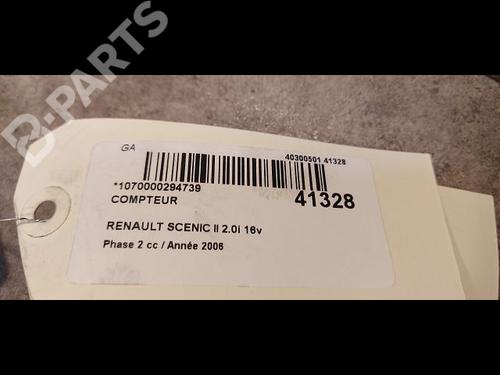 B-PARTS
GA
40300501 41328
*1070000294739
COMPTEUR
41328
RENAULT SCENIC II 2.0i 16v
Phase 2 cc / Année 2006